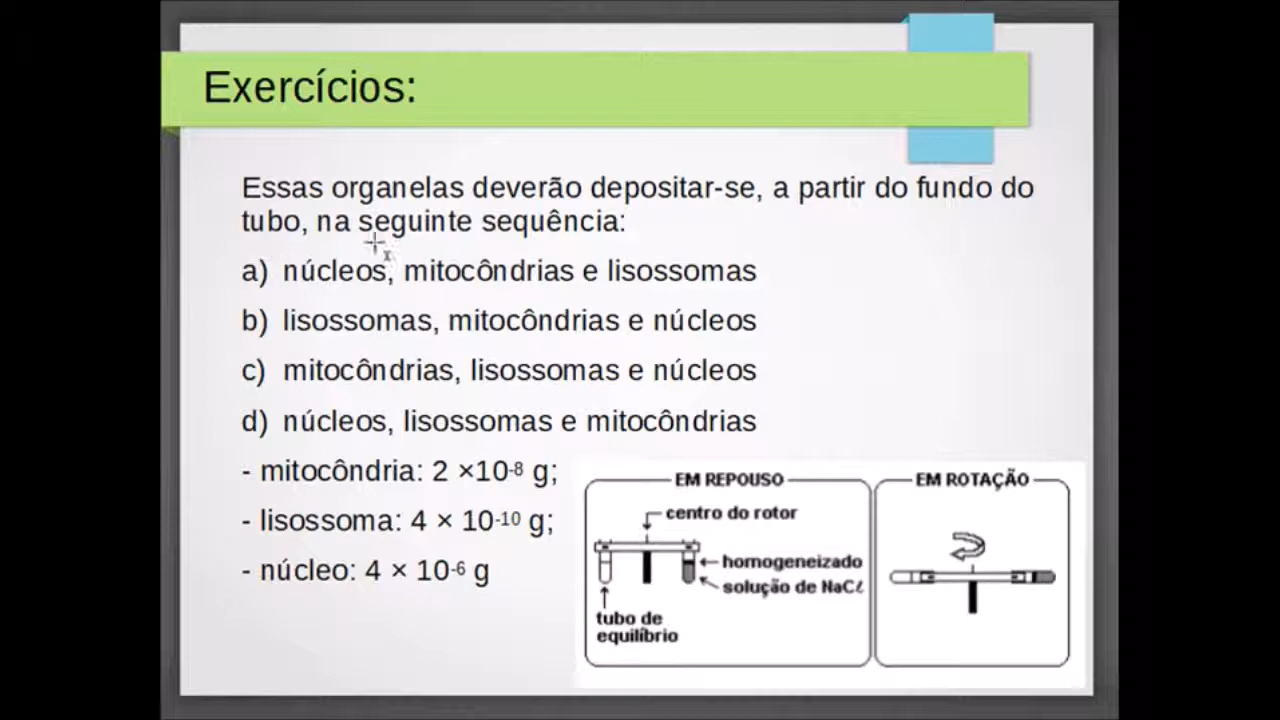 Exercícios:
Essas organelas deverão depositar-se, a partir do fundo do
tubo, na seguinte sequência:
a) núcleos, mitocôndrias e lisossomas
b) lisossomas, mitocôndrias e núcleos
c) mitocôndrias, lisossomas e núcleos
d) núcleos, lisossomas e mitocôndrias
- mitocôndria: 2 ×10⁻⁸ g;
- lisossoma: 4 × 10⁻¹⁰ g;
- núcleo: 4 × 10⁻⁶ g
EM REPOUSO
centro do rotor
homogeneizado
solução de NaCℓ
tubo de
equilíbrio
EM ROTAÇÃO